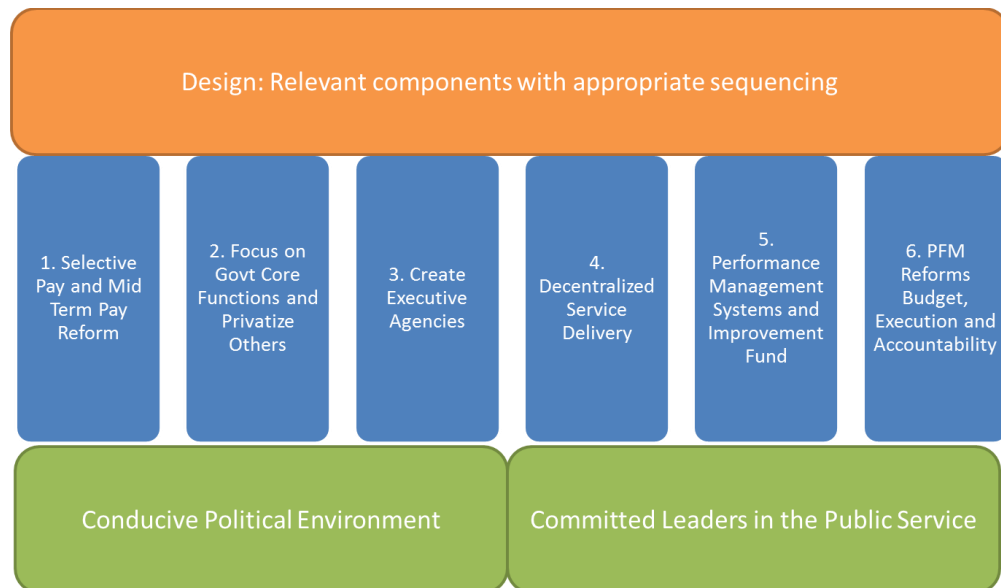 Design: Relevant components with appropriate sequencing
1. Selective
Pay and Mid
Term Pay
Reform
2. Focus on
Govt Core
Functions and
Privatize
Others
3. Create
Executive
Agencies
4.
Decentralized
Service
Delivery
5.
Performance
Management
Systems and
Improvement
Fund
6. PFM
Reforms
Budget,
Execution and
Accountability
Conducive Political Environment
Committed Leaders in the Public Service